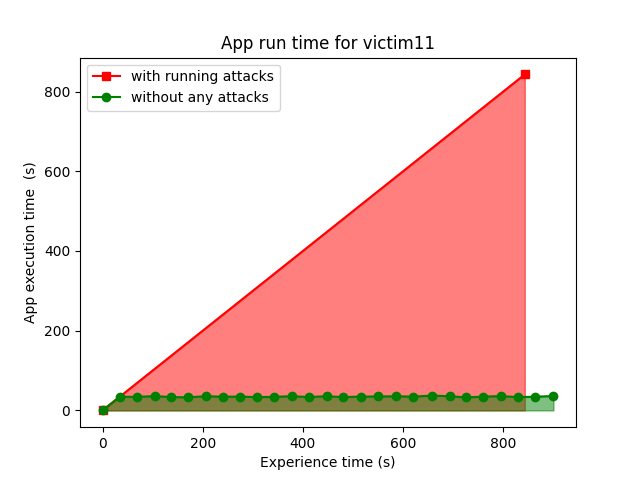 App run time for victim11
with running attacks
without any attacks
800
600
400
200
0
App execution time  (s)
0 200 400 600 800
Experience time (s)